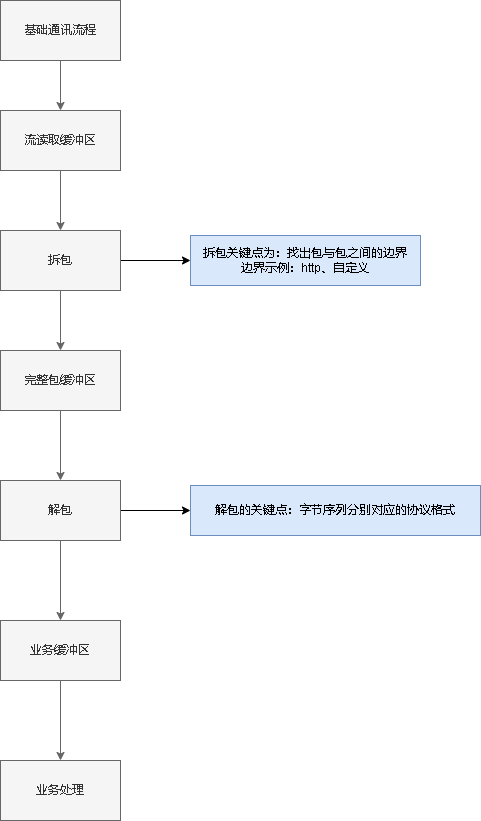 基础通讯流程
流读取缓冲区
拆包
拆包关键点为：找出包与包之间的边界
边界示例：http、自定义
完整包缓冲区
解包
解包的关键点：字节序列分别对应的协议格式
业务缓冲区
业务处理